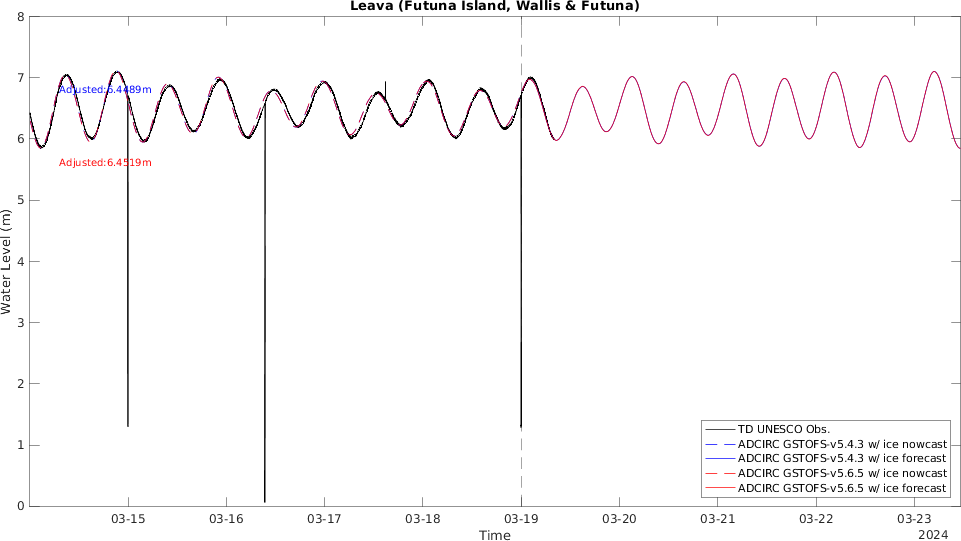 Leava (Futuna Island, Wallis & Futuna)
8
7
6
5
4
3
2
1
0
Water Level (m)
Adjusted:6.4489m
Adjusted:6.4519m
TD UNESCO Obs.
ADCIRC GSTOFS-v5.4.3 w/ ice nowcast
ADCIRC GSTOFS-v5.4.3 w/ ice forecast
ADCIRC GSTOFS-v5.6.5 w/ ice nowcast
ADCIRC GSTOFS-v5.6.5 w/ ice forecast
03-15 03-16 03-17 03-18 03-19 03-20 03-21 03-22 03-23
Time
2024